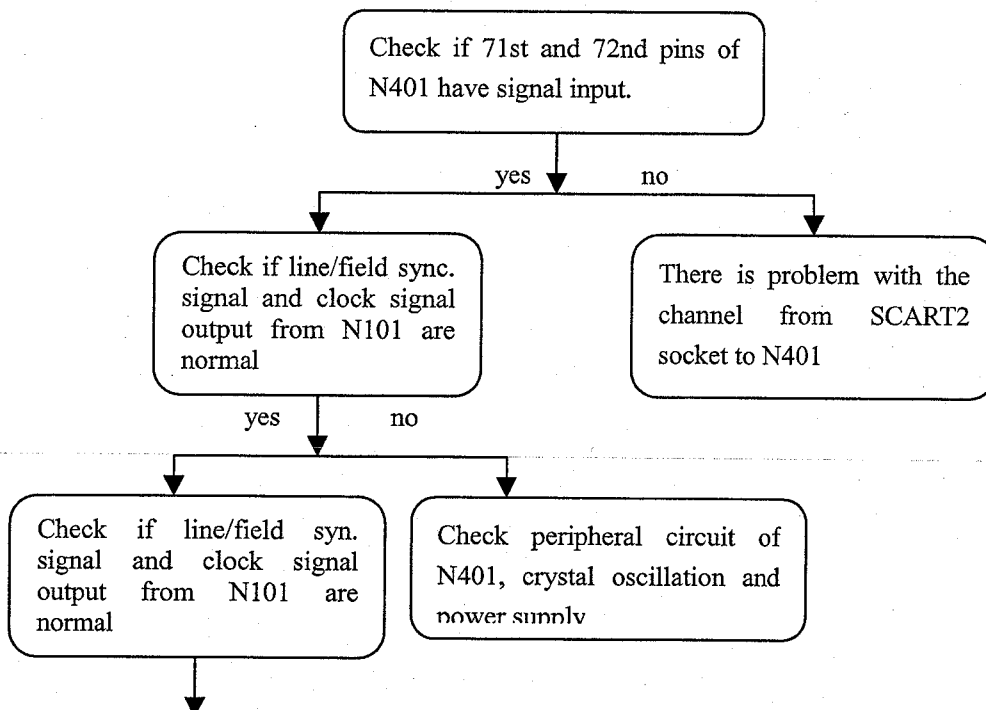 Check if 71st and 72nd pins of
N401 have signal input.
yes
no
Check if line/field sync.
signal and clock signal
output from N101 are
normal
There is problem with the
channel from SCART2
socket to N401
yes
no
Check if line/field syn.
signal and clock signal
output from N101 are
normal
Check peripheral circuit of
N401, crystal oscillation and
power supply